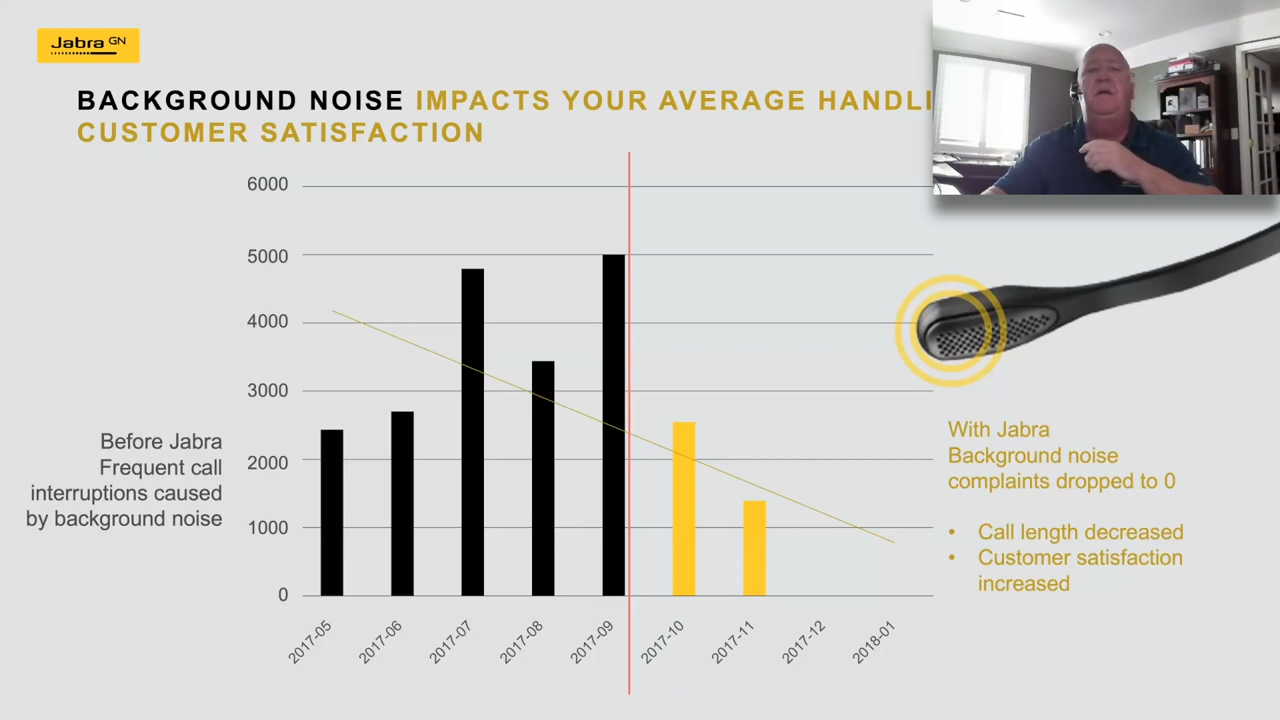 Jabra GN
BACKGROUND NOISE IMPACTS YOUR AVERAGE
CUSTOMER SATISFACTION
6000
5000
4000
3000
2000
1000
0
Before Jabra
Frequent call
interruptions caused
by background noise
2017-05
2017-06
2017-07
2017-08
2017-09
2017-10
2017-11
2017-12
2018-01
With Jabra
Background noise
complaints dropped to 0
• Call length decreased
• Customer satisfaction
increased